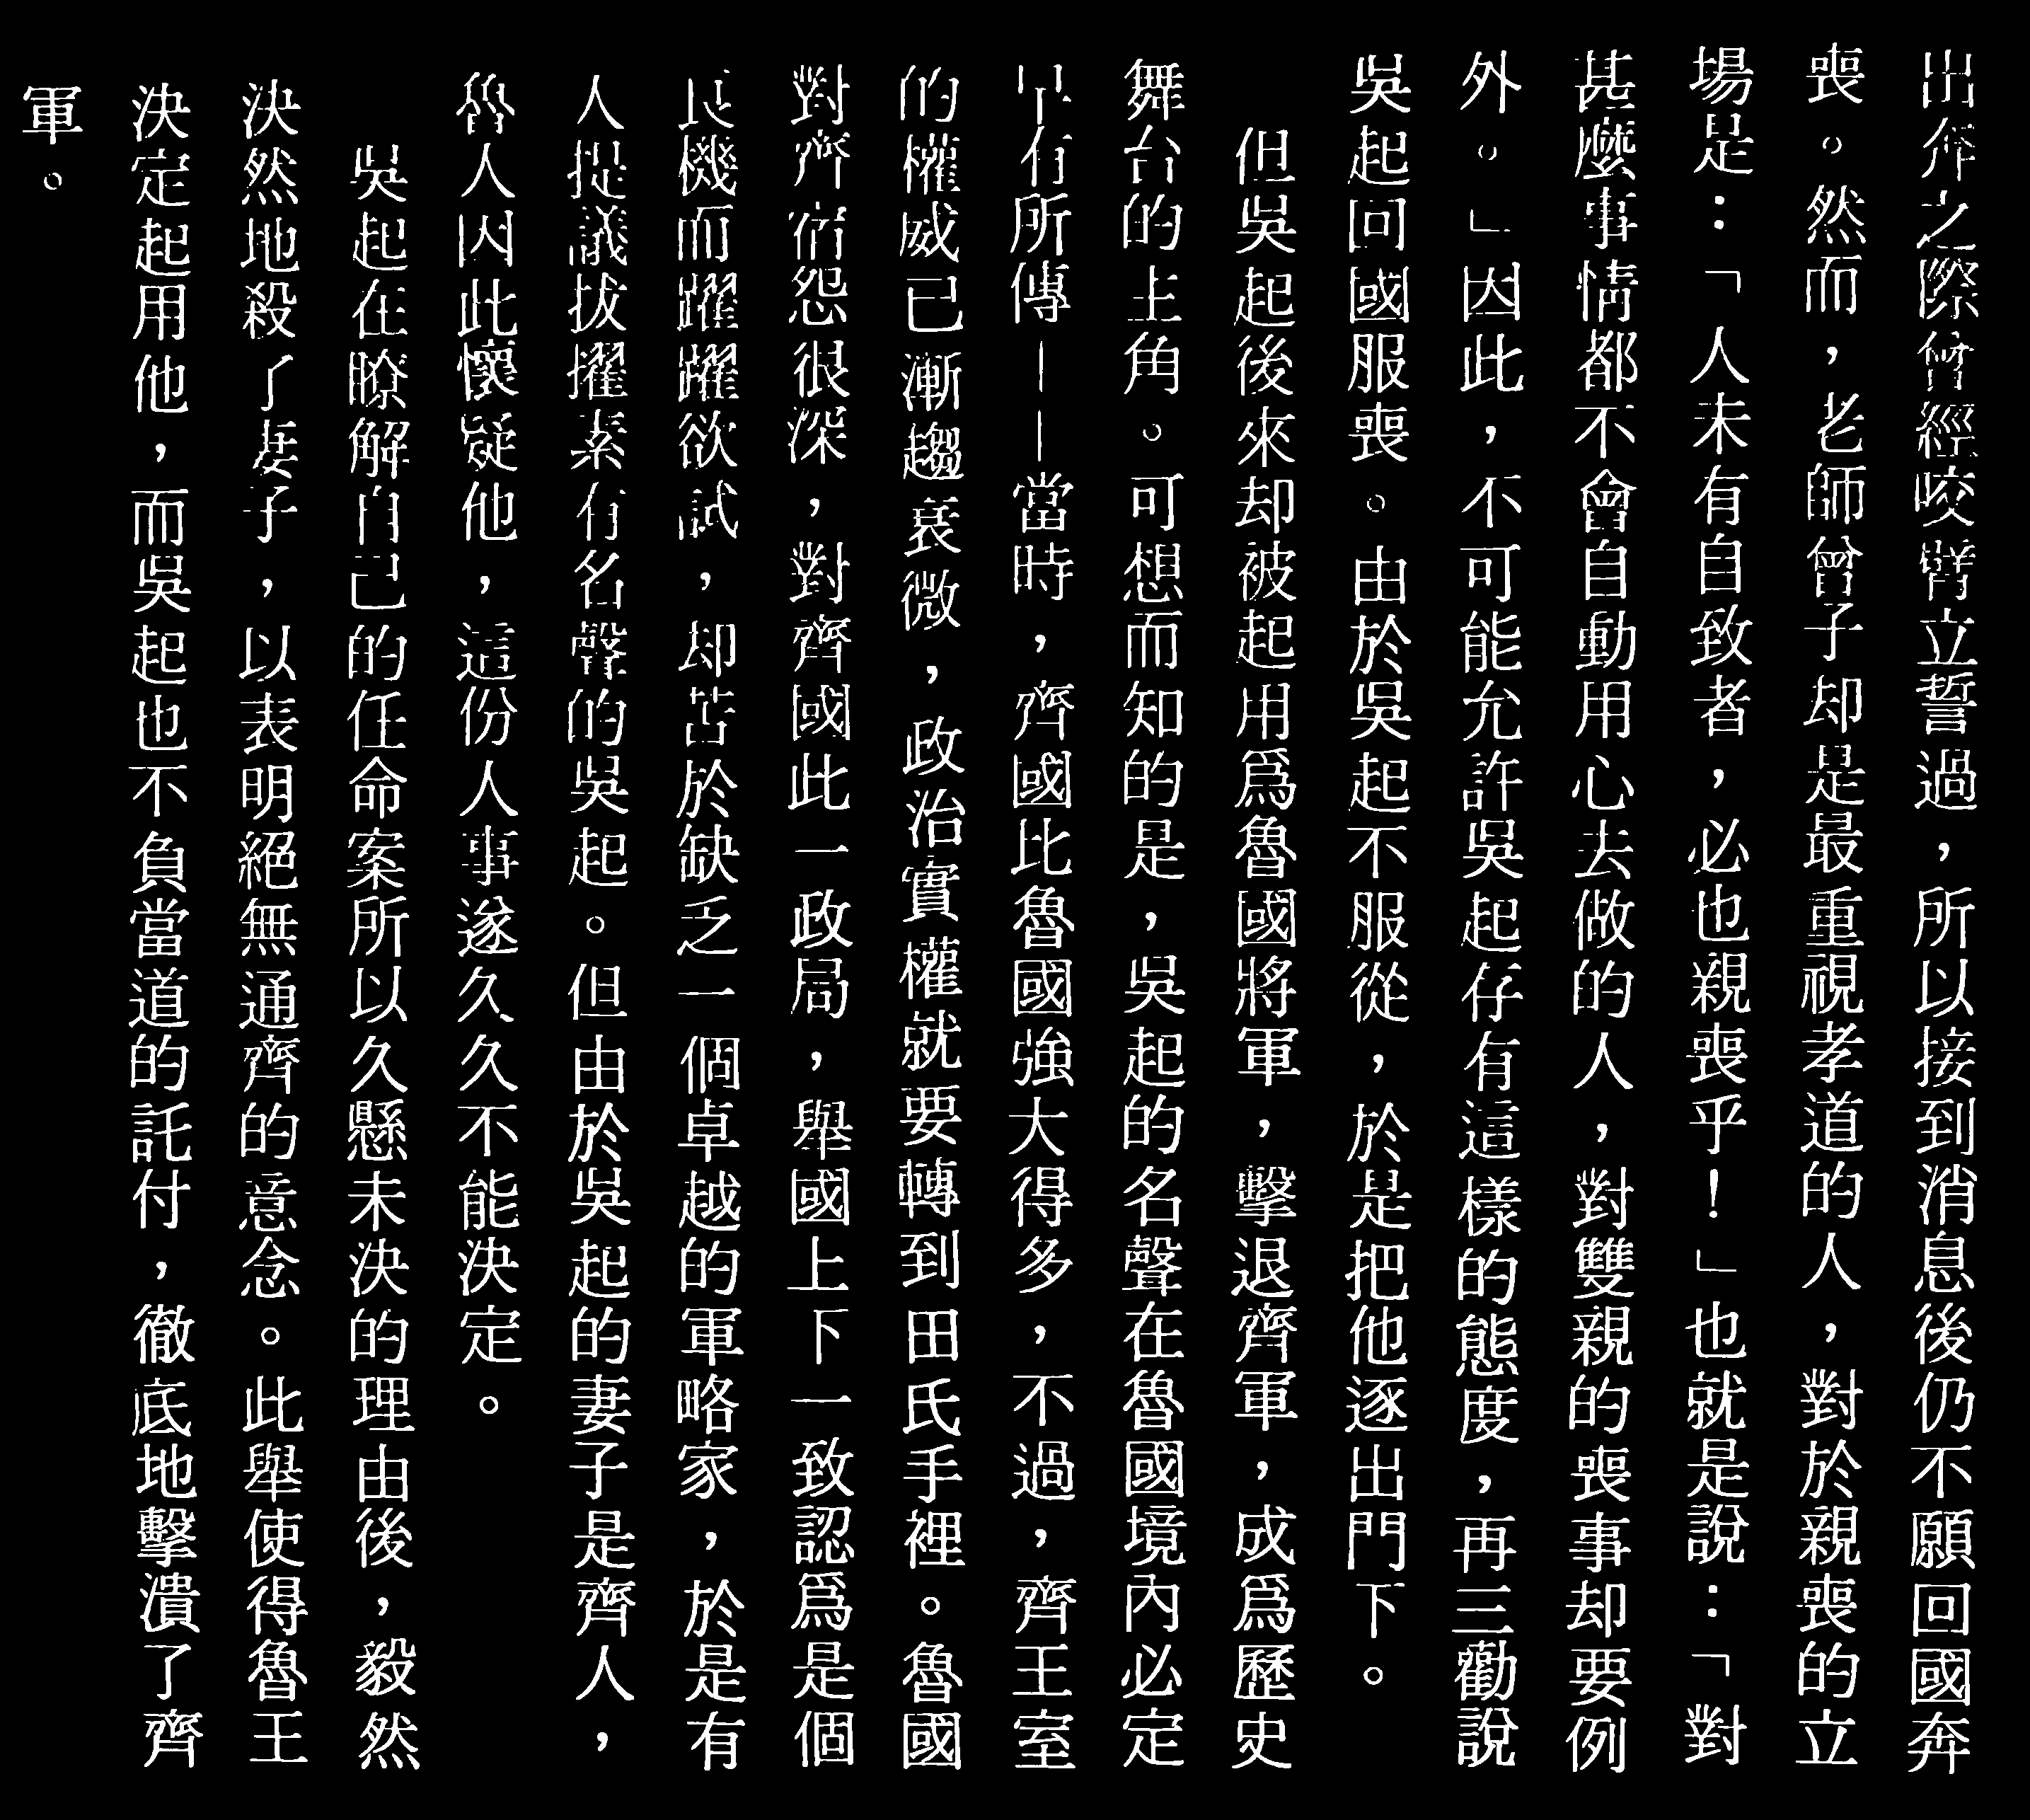 出奔之際曾經咬臂立誓過，所以接到消息後仍不願回國奔
喪。然而，老師曾子却是最重視孝道的人，對於親喪的立
場是：「人未有自致者，必也親喪乎！」也就是說：「對
甚麼事情都不會自動用心去做的人，對雙親的喪事却要例
外。」因此，不可能允許吳起存有這樣的態度，再三勸說
吳起回國服喪。由於吳起不服從，於是把他逐出門下。
但吳起後來却被起用爲魯國將軍，擊退齊軍，成爲歷史
舞台的主角。可想而知的是，吳起的名聲在魯國境內必定
早有所傳——當時，齊國比魯國強大得多，不過，齊王室
的權威已漸趨衰微，政治實權就要轉到田氏手裡。魯國
對齊宿怨很深，對齊國此一政局，舉國上下一致認爲是個
良機而躍躍欲試，却苦於缺乏一個卓越的軍略家，於是有
人提議拔擢素有名聲的吳起。但由於吳起的妻子是齊人，
魯人因此懷疑他，這份人事遂久久不能決定。
吳起在瞭解自己的任命案所以久懸未決的理由後，毅然
決然地殺了妻子，以表明絕無通齊的意念。此舉使得魯王
決定起用他，而吳起也不負當道的託付，徹底地擊潰了齊
軍。